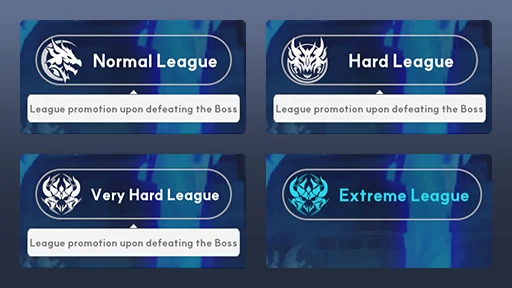 Normal League
League promotion upon defeating the Boss
Hard League
League promotion upon defeating the Boss
Very Hard League
League promotion upon defeating the Boss
Extreme League